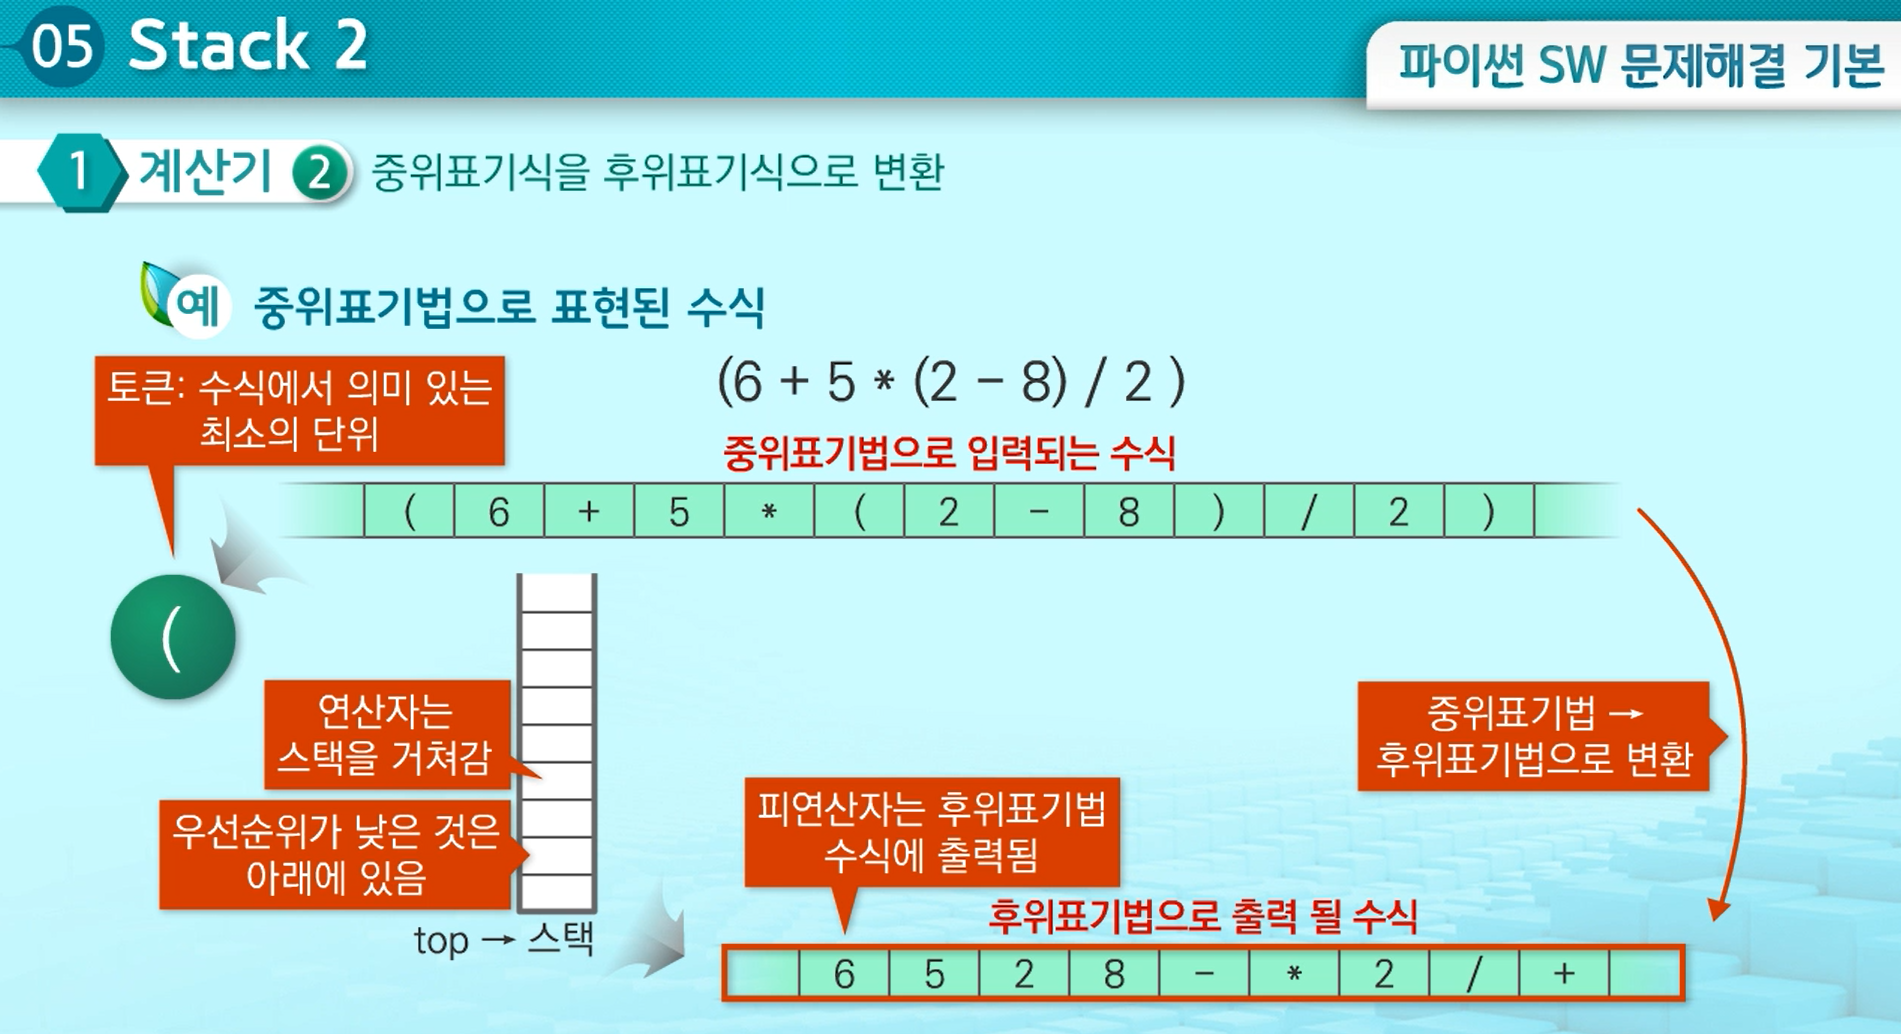 05 Stack 2
파이썬 SW 문제해결 기본
1 계산기 2 중위표기식을 후위표기식으로 변환
예 중위표기법으로 표현된 수식
토큰: 수식에서 의미 있는
최소의 단위
(6 + 5 * (2 − 8) / 2 )
중위표기법으로 입력되는 수식
( 6 + 5 * ( 2 − 8 ) / 2 )
(
연산자는
스택을 거쳐감
우선순위가 낮은 것은
아래에 있음
top → 스택
중위표기법 →
후위표기법으로 변환
피연산자는 후위표기법
수식에 출력됨
후위표기법으로 출력 될 수식
6 5 2 8 − * 2 / +